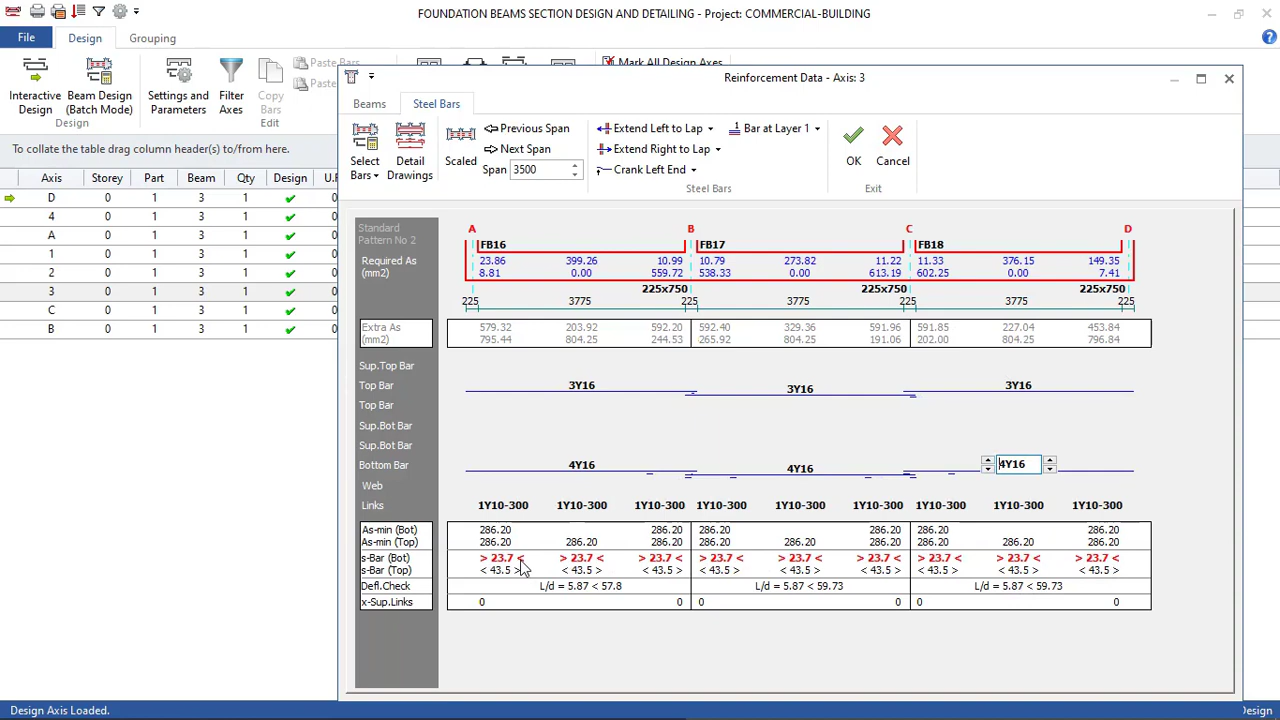 FOUNDATION BEAMS SECTION DESIGN AND DETAILING - Project: COMMERCIAL-BUILDING
File Design Grouping
Interactive Design
Beam Design (Batch Mode)
Settings and Parameters
Filter Axes
Copy Bars
Paste Bars
Paste
Mark All Design Axes
Design Edit
To collate the table drag column header(s) to/from here.
Axis Storey Part Beam Qty Design
D 0 1 3 1
4 0 1 3 1
A 0 1 3 1
1 0 1 3 1
2 0 1 3 1
3 0 1 3 1
C 0 1 3 1
B 0 1 3 1
Reinforcement Data - Axis: 3
Beams Steel Bars
Select Bars
Detail Drawings
Scaled
Previous Span
Next Span
Span 3500
Extend Left to Lap
Extend Right to Lap
Crank Left End
Bar at Layer 1
OK
Cancel
Steel Bars Exit
Standard Pattern No 2
A B C D
FB16 FB17 FB18
Required As (mm2)
23.86 399.26 10.99 10.79 273.82 11.22 11.33 376.15 149.35
8.81 0.00 559.72 538.33 0.00 613.19 602.25 0.00 7.41
225x750 225x750 225x750
225 3775 225 3775 225 3775 225
Extra As (mm2)
579.32 203.92 592.20 592.40 329.36 591.96 591.85 227.04 453.84
795.44 804.25 244.53 265.92 804.25 191.06 202.00 804.25 796.84
Sup.Top Bar
Top Bar 3Y16 3Y16 3Y16
Top Bar
Sup.Bot Bar
Sup.Bot Bar
Bottom Bar 4Y16 4Y16 4Y16
Web
Links 1Y10-300 1Y10-300 1Y10-300 1Y10-300 1Y10-300 1Y10-300 1Y10-300 1Y10-300 1Y10-300
As-min (Bot) 286.20 286.20 286.20 286.20 286.20 286.20
As-min (Top) 286.20 286.20 286.20 286.20 286.20 286.20 286.20 286.20 286.20
s-Bar (Bot) > 23.7 < > 23.7 < > 23.7 < > 23.7 < > 23.7 < > 23.7 < > 23.7 < > 23.7 < > 23.7 <
s-Bar (Top) < 43.5 > < 43.5 > < 43.5 > < 43.5 > < 43.5 > < 43.5 > < 43.5 > < 43.5 > < 43.5 >
Defl.Check L/d = 5.87 < 57.8 L/d = 5.87 < 59.73 L/d = 5.87 < 59.73
x-Sup.Links 0 0 0 0 0 0
Design Axis Loaded.
Design